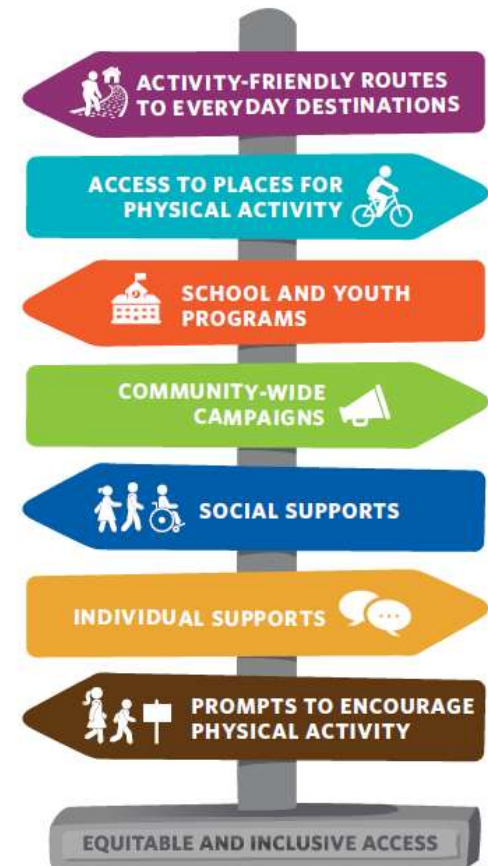 ACTIVITY-FRIENDLY ROUTES
TO EVERYDAY DESTINATIONS
ACCESS TO PLACES FOR
PHYSICAL ACTIVITY
SCHOOL AND YOUTH
PROGRAMS
COMMUNITY-WIDE
CAMPAIGNS
SOCIAL SUPPORTS
INDIVIDUAL SUPPORTS
PROMPTS TO ENCOURAGE
PHYSICAL ACTIVITY
EQUITABLE AND INCLUSIVE ACCESS